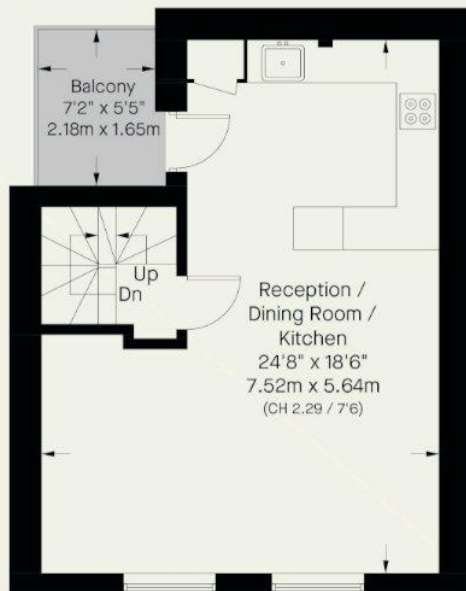 Balcony
7'2" x 5'5"
2.18m x 1.65m
Up
Dn
Reception /
Dining Room /
Kitchen
24'8" x 18'6"
7.52m x 5.64m
(CH 2.29 / 7'6)